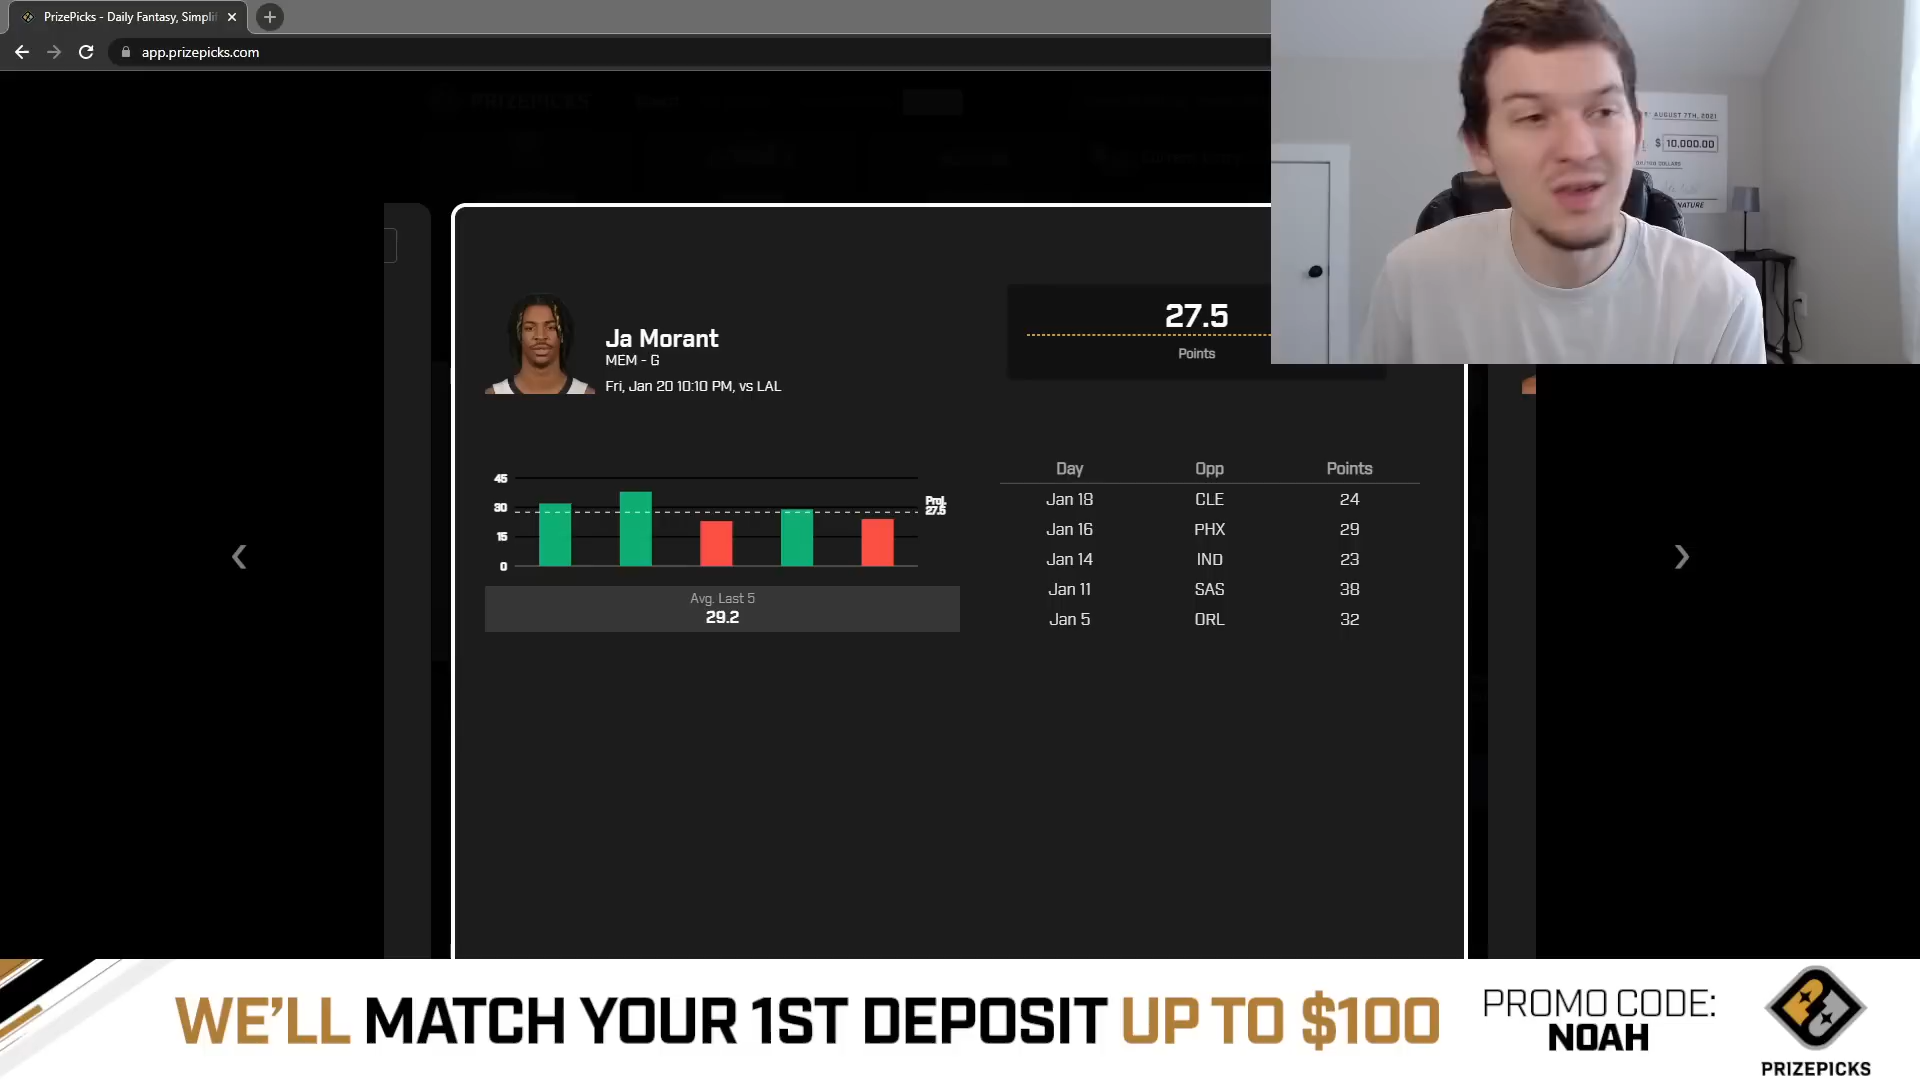 PrizePicks - Daily Fantasy, Simpli
app.prizepicks.com
PRIZEPICKS
: AUGUST 7TH, 2021
$ 10,000.00
DOLLARS
NATURE
27.5
Points
Ja Morant
MEM - G
Fri, Jan 20 10:10 PM, vs LAL
45
30
15
0
Proj.
27.5
Avg. Last 5
29.2
Day Opp Points
Jan 18 CLE 24
Jan 16 PHX 29
Jan 14 IND 23
Jan 11 SAS 38
Jan 5 ORL 32
WE'LL MATCH YOUR 1ST DEPOSIT UP TO $100
PROMO CODE:
NOAH
PRIZEPICKS